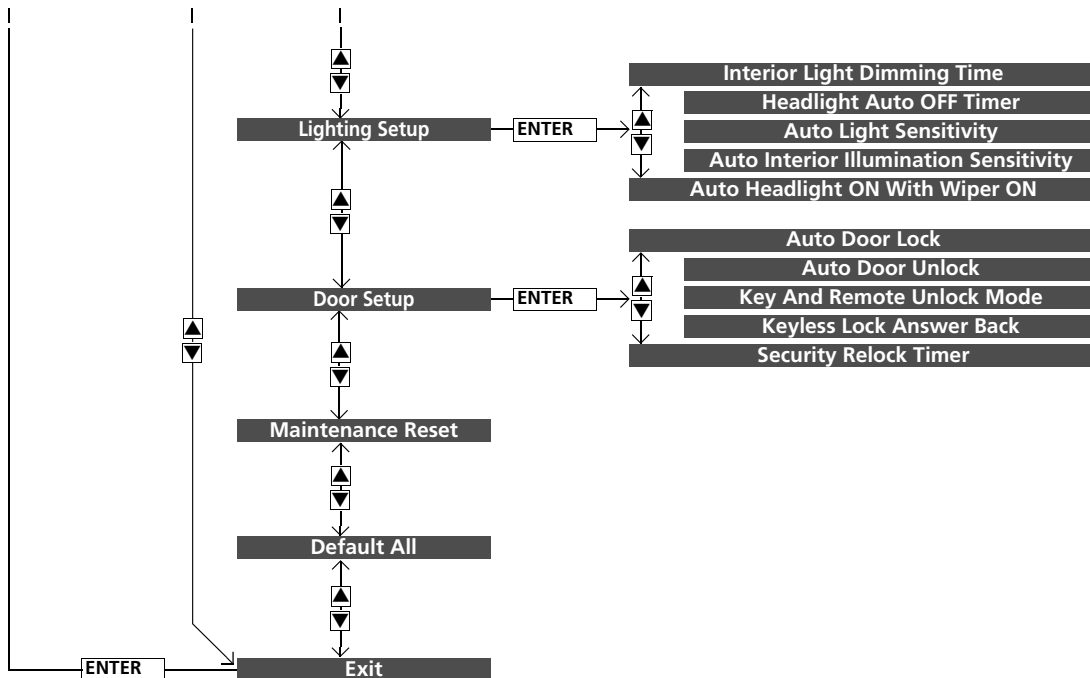 Interior Light Dimming Time
Headlight Auto OFF Timer
Lighting Setup
ENTER
Auto Light Sensitivity
Auto Interior Illumination Sensitivity
Auto Headlight ON With Wiper ON
Auto Door Lock
Auto Door Unlock
Door Setup
ENTER
Key And Remote Unlock Mode
Keyless Lock Answer Back
Security Relock Timer
Maintenance Reset
Default All
ENTER
Exit